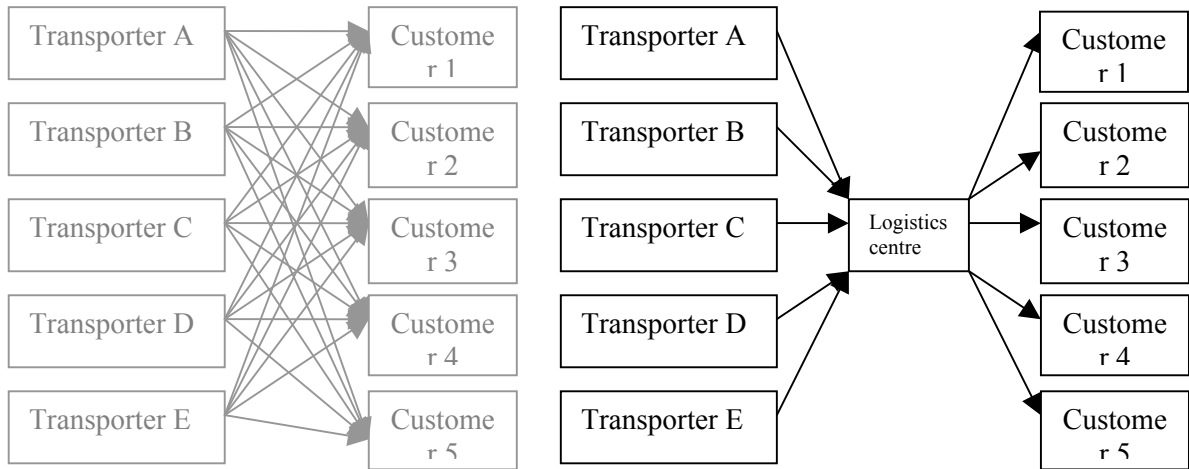 Transporter A
Transporter B
Transporter C
Transporter D
Transporter E
Custome
r 1
Custome
r 2
Custome
r 3
Custome
r 4
Custome
r 5
Transporter A
Transporter B
Transporter C
Transporter D
Transporter E
Logistics
centre
Custome
r 1
Custome
r 2
Custome
r 3
Custome
r 4
Custome
r 5